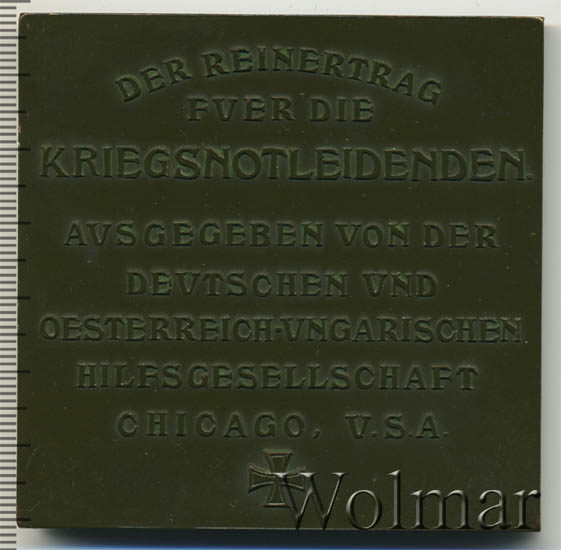 DER REINERTRAG
FVER DIE
KRIEGSNOTLEIDENDEN.
AVSGEGEBEN VON DER
DEVTSCHEN VND
OESTERREICH-VNGARISCHEN
HILFSGESELLSCHAFT
CHICAGO, V.S.A.
Wolmar